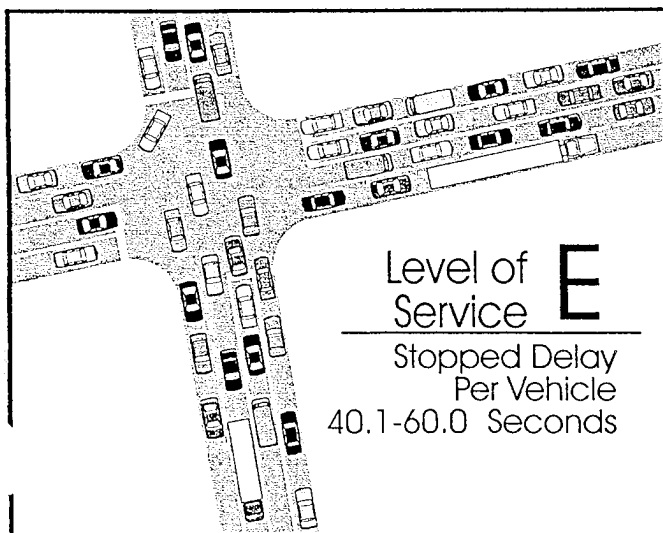 Level of
Service E
Stopped Delay
Per Vehicle
40.1-60.0 Seconds